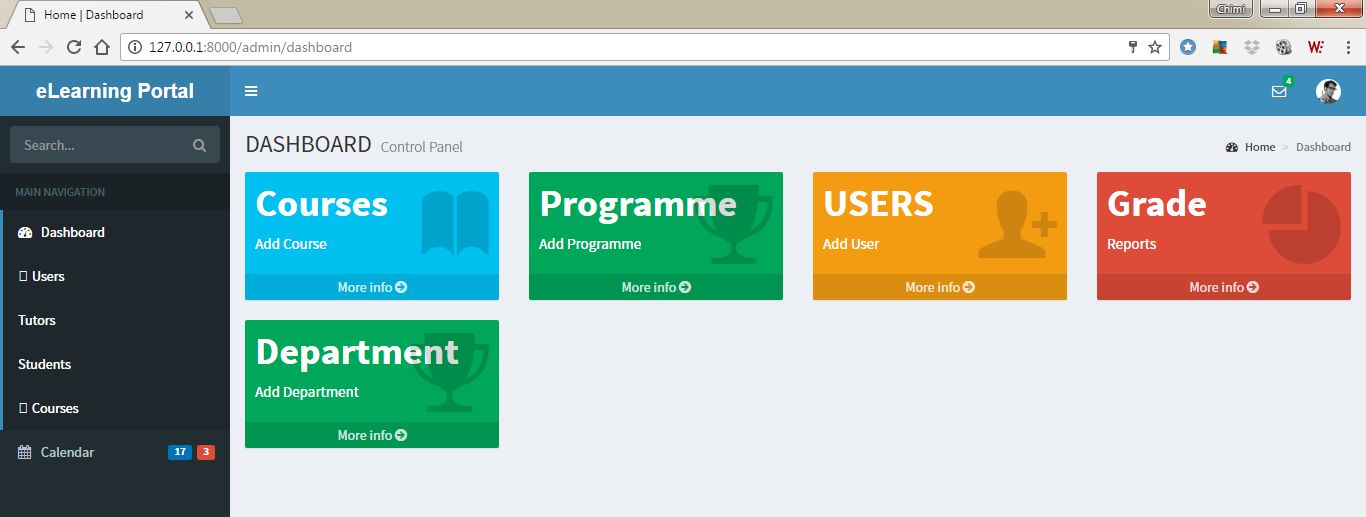 Home | Dashboard
Chimi
127.0.0.1:8000/admin/dashboard
W:
eLearning Portal
4
Search...
DASHBOARD Control Panel
Home > Dashboard
MAIN NAVIGATION
Dashboard
Users
Tutors
Students
Courses
Calendar 17 3
Courses
Add Course
More info
Programme
Add Programme
More info
USERS
Add User
More info
Grade
Reports
More info
Department
Add Department
More info